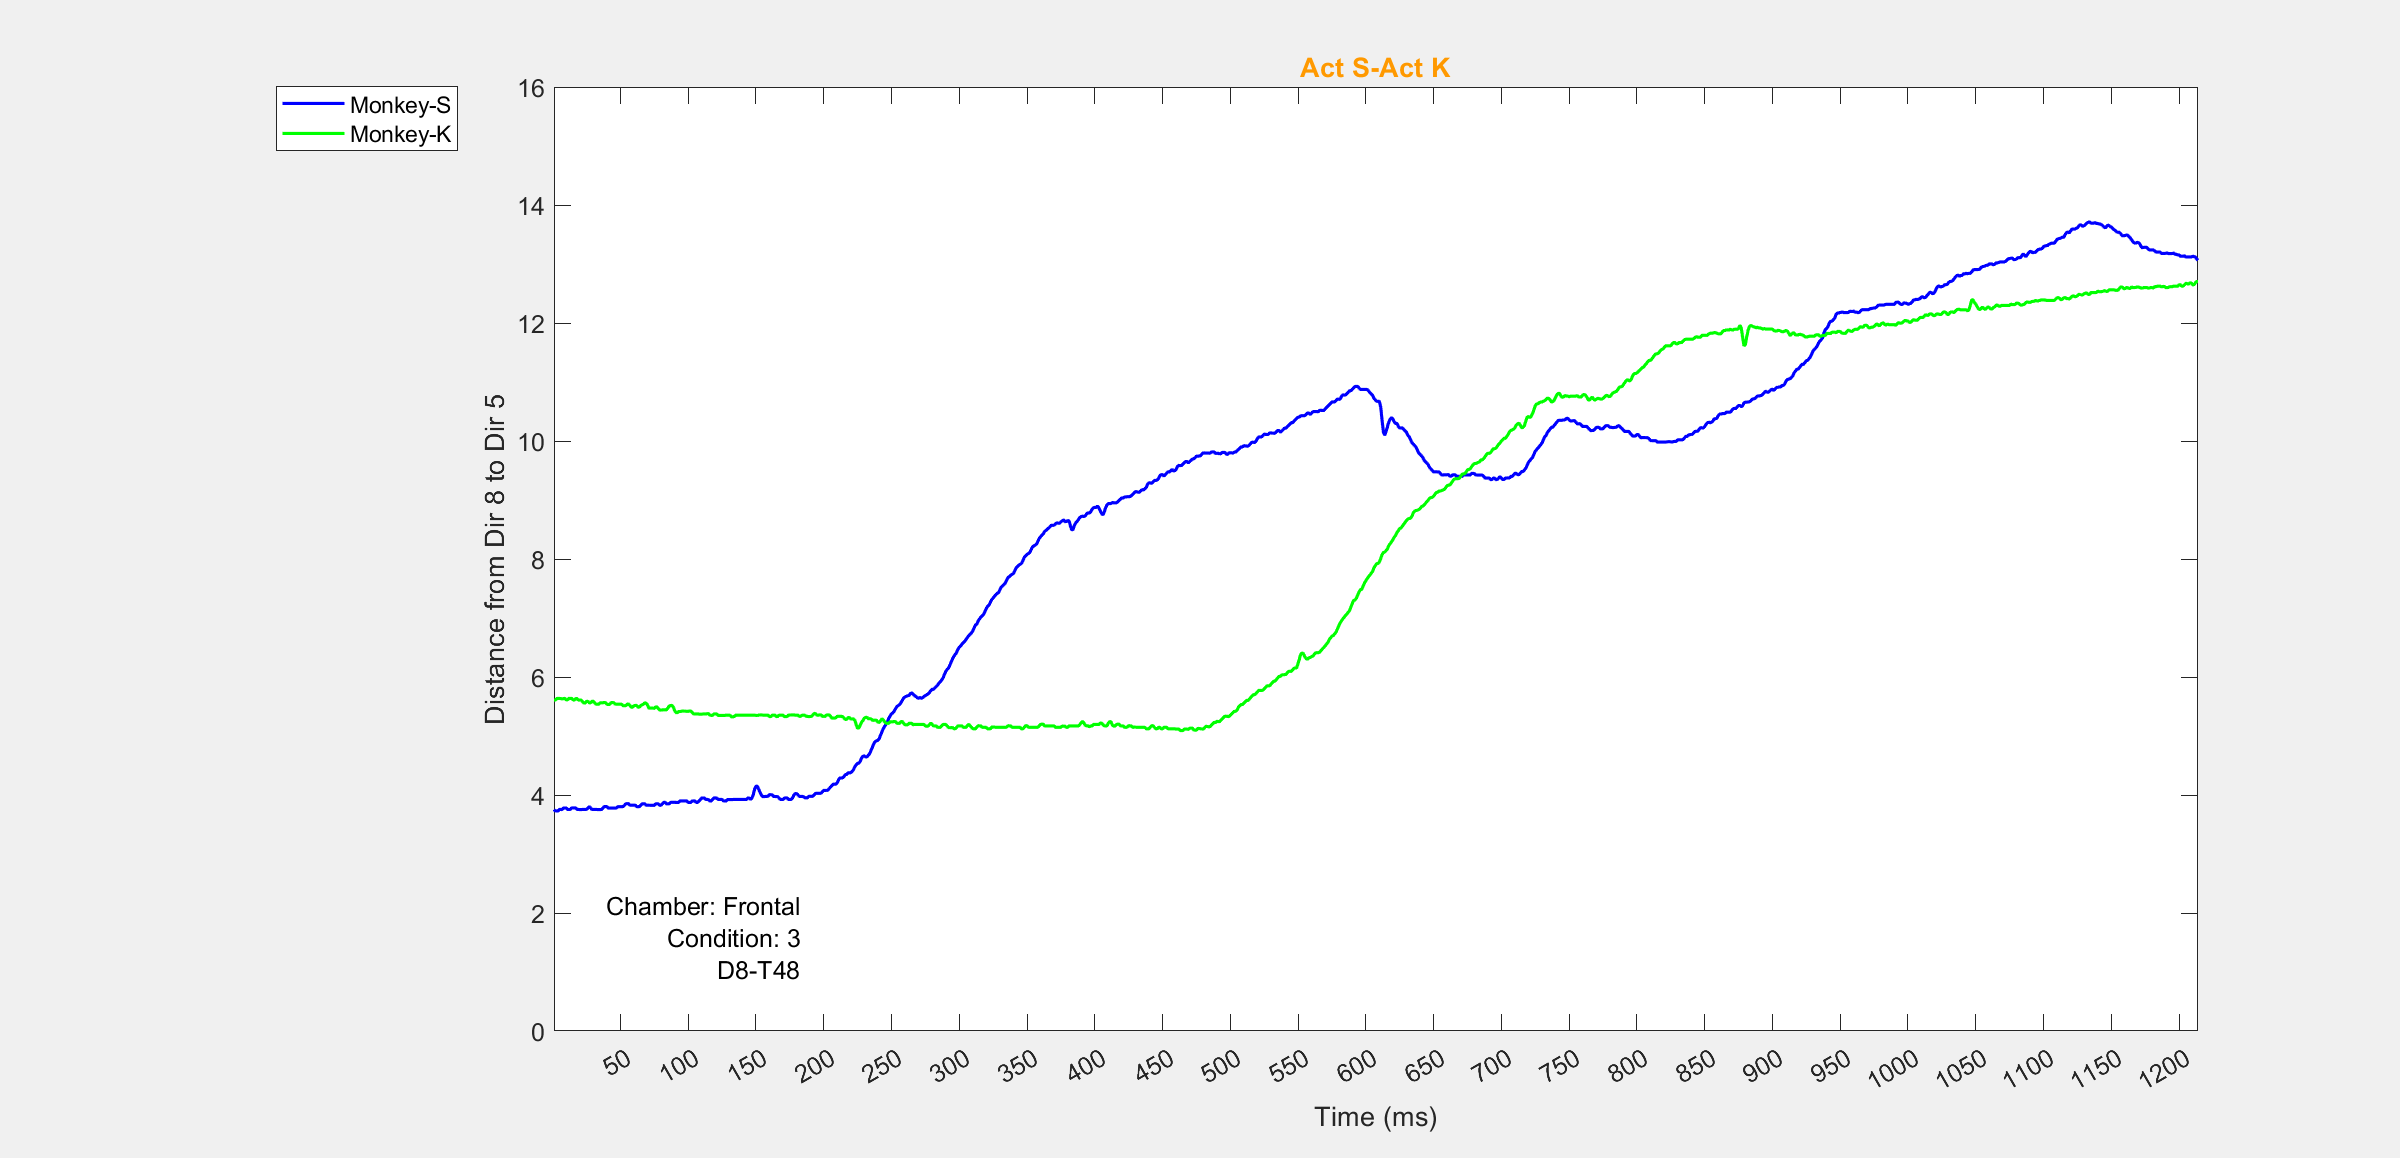 Act S-Act K
Monkey-S
Monkey-K
16
14
12
10
8
6
4
2
0
Distance from Dir 8 to Dir 5
Chamber: Frontal
Condition: 3
D8-T48
50 100 150 200 250 300 350 400 450 500 550 600 650 700 750 800 850 900 950 1000 1050 1100 1150 1200
Time (ms)